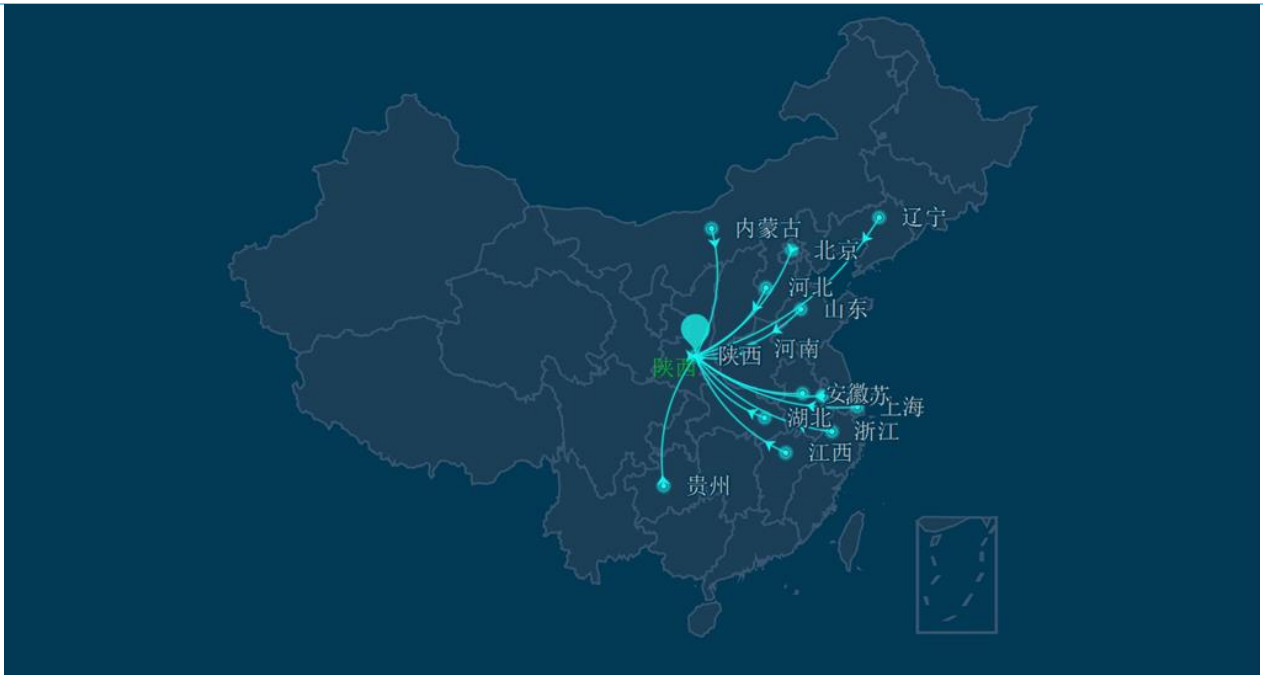 辽宁
内蒙古
北京
河北
山东
河南
陕西
陕西
安徽
苏
上海
湖北
浙江
江西
贵州